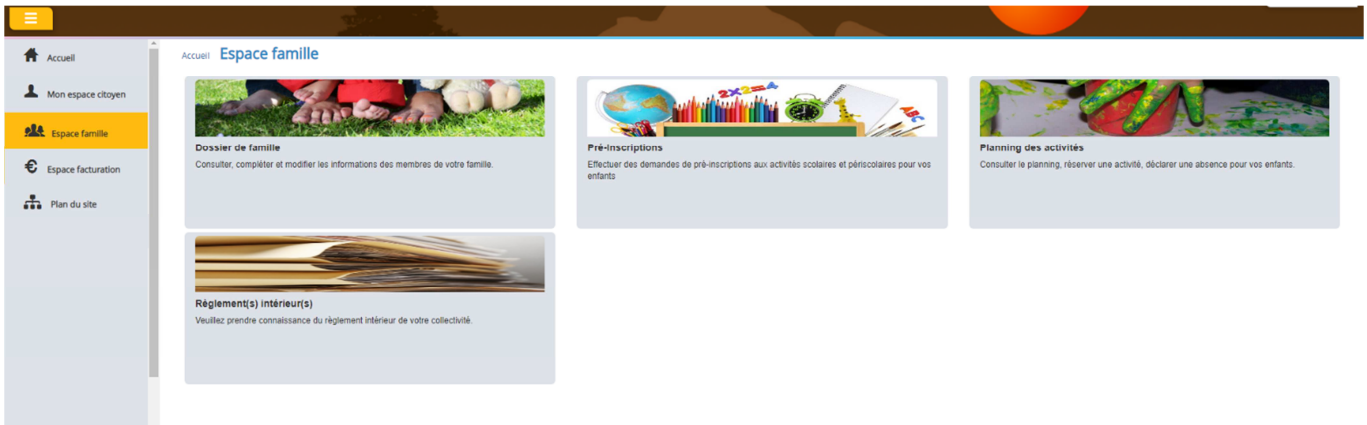 Accueil
Mon espace citoyen
Espace famille
Espace facturation
Plan du site
Accueil Espace famille
Dossier de famille
Consulter, compléter et modifier les informations des membres de votre famille.
2x2=4
ABC
Pré-inscriptions
Effectuer des demandes de pré-inscriptions aux activités scolaires et périscolaires pour vos
enfants
Planning des activités
Consulter le planning, réserver une activité, déclarer une absence pour vos enfants.
Règlement(s) intérieur(s)
Veuillez prendre connaissance du règlement intérieur de votre collectivité.